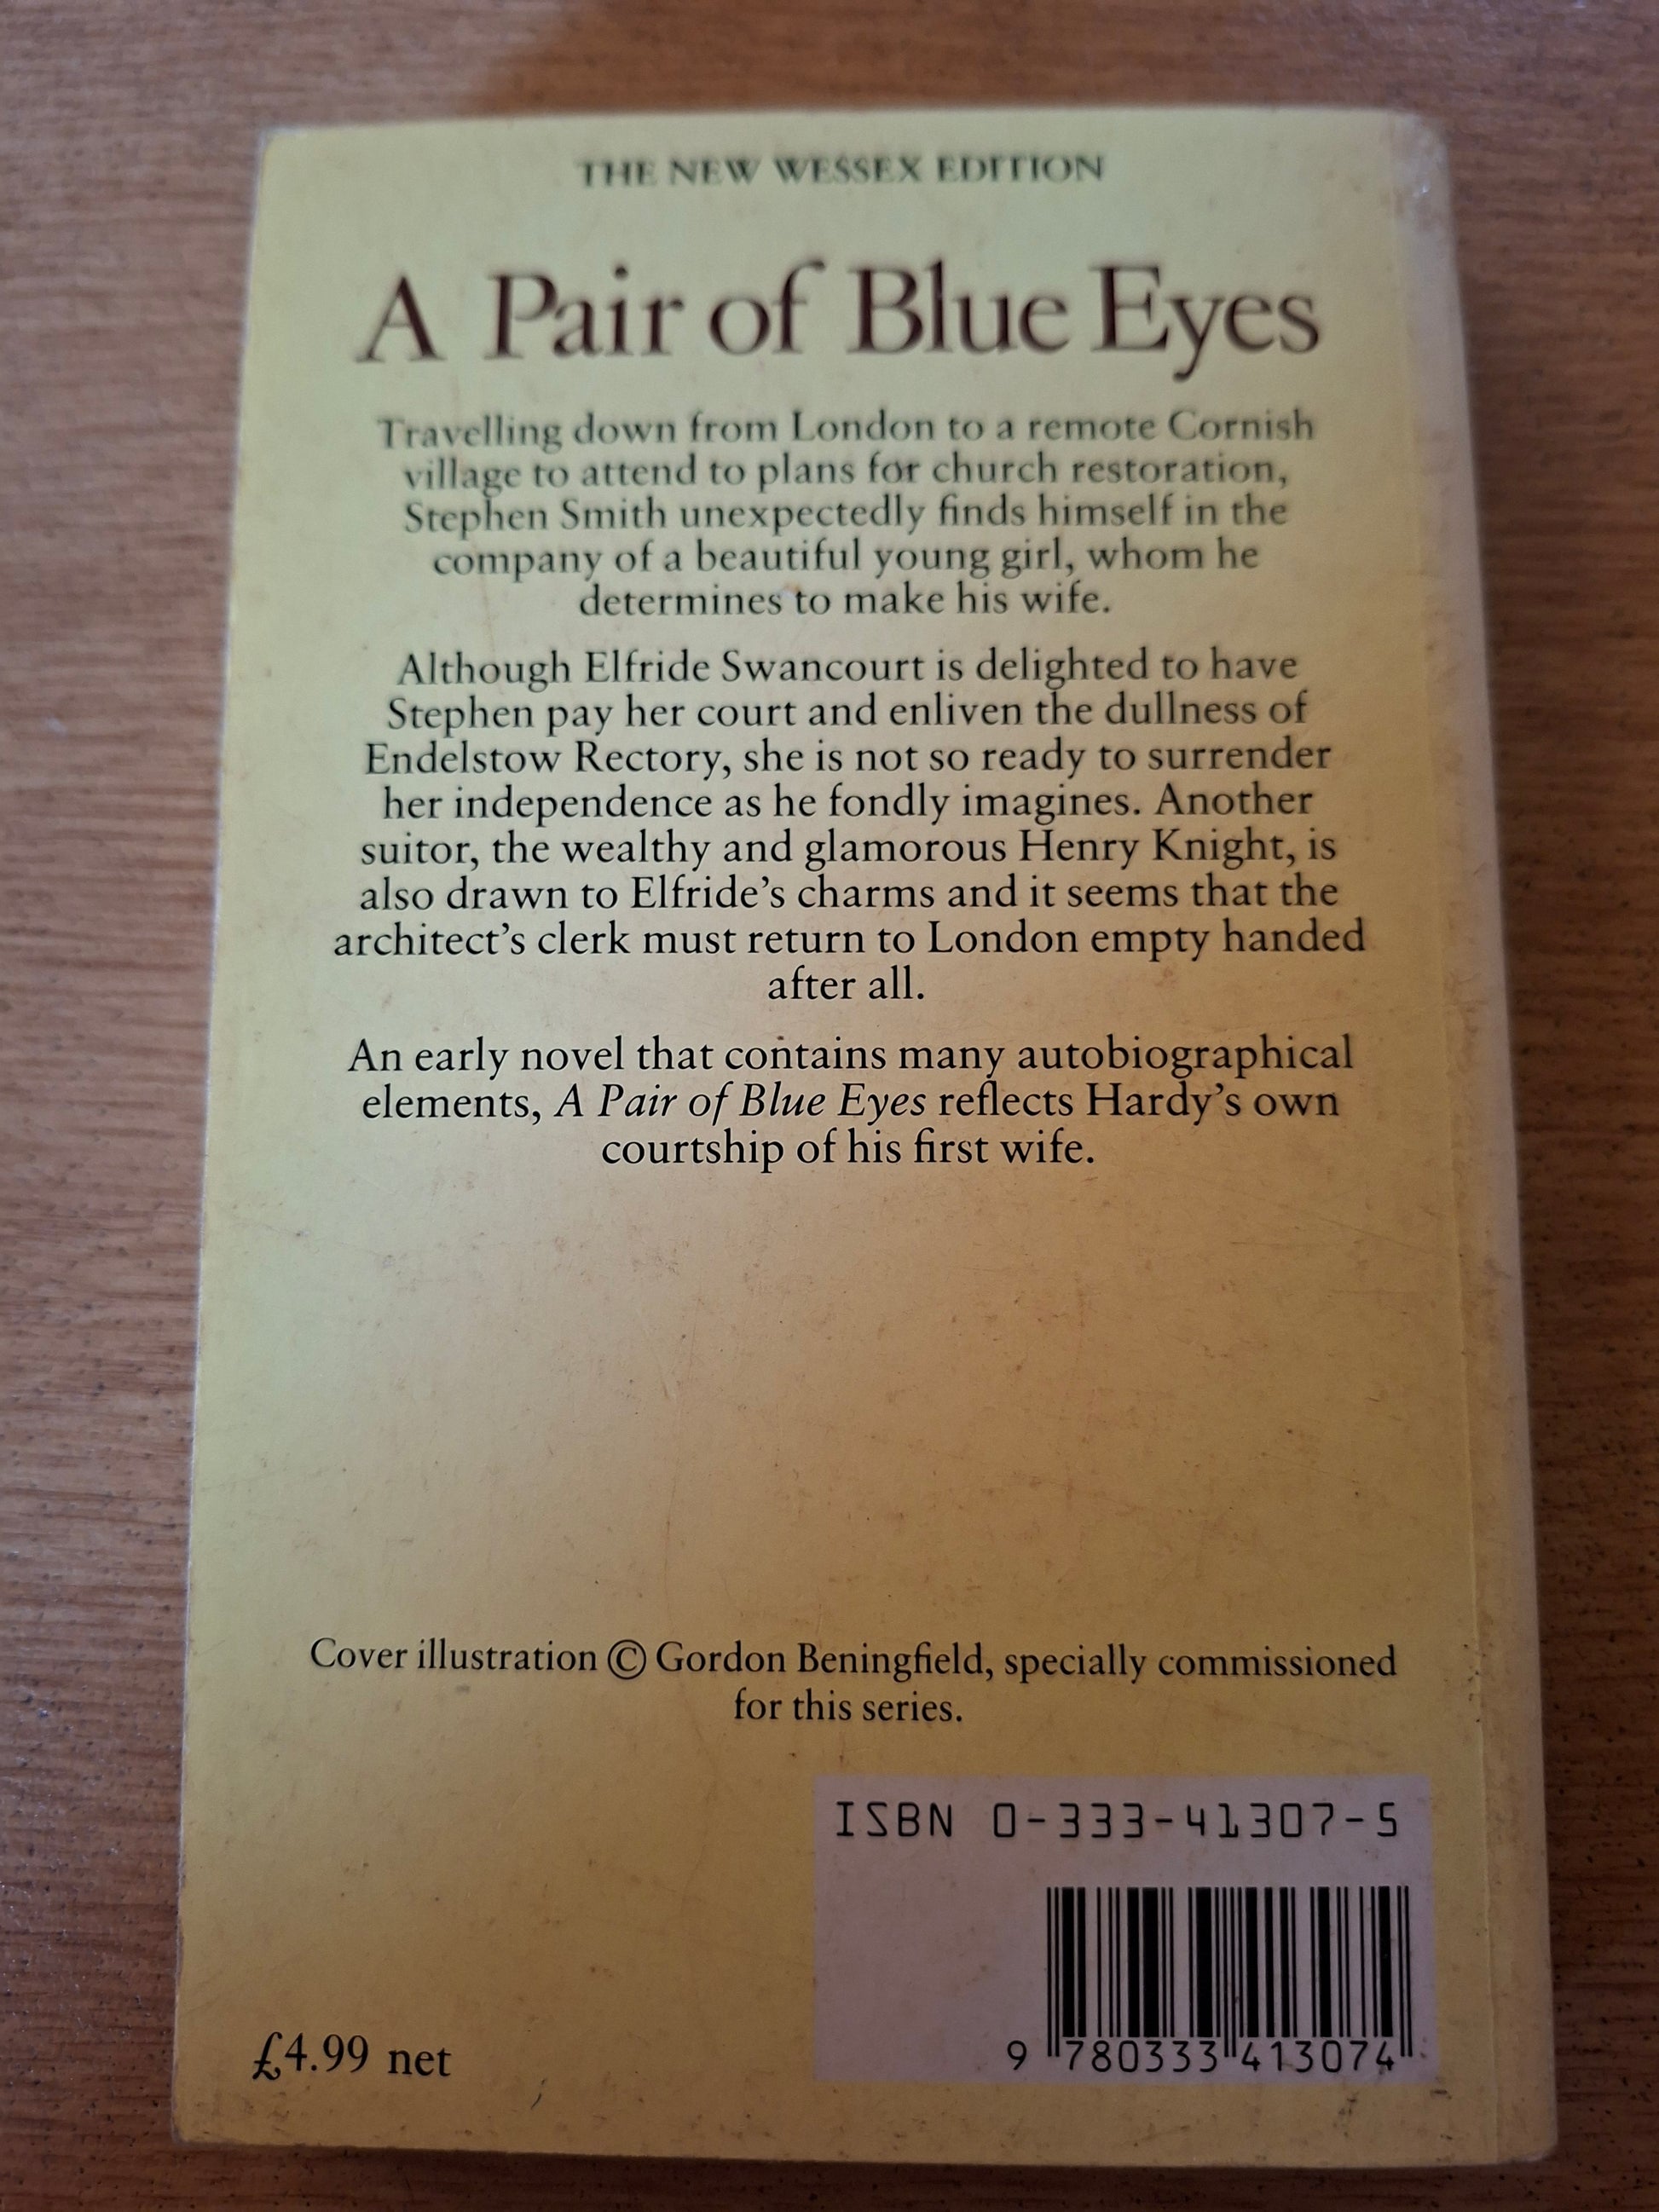 THE NEW WESSEX EDITION
A Pair of Blue Eyes
Travelling down from London to a remote Cornish
village to attend to plans for church restoration,
Stephen Smith unexpectedly finds himself in the
company of a beautiful young girl, whom he
determines to make his wife.
Although Elfride Swancourt is delighted to have
Stephen pay her court and enliven the dullness of
Endelstow Rectory, she is not so ready to surrender
her independence as he fondly imagines. Another
suitor, the wealthy and glamorous Henry Knight, is
also drawn to Elfride’s charms and it seems that the
architect’s clerk must return to London empty handed
after all.
An early novel that contains many autobiographical
elements, A Pair of Blue Eyes reflects Hardy’s own
courtship of his first wife.
Cover illustration © Gordon Beningfield, specially commissioned
for this series.
ISBN 0-333-41307-5
9 780333 413074
£4.99 net